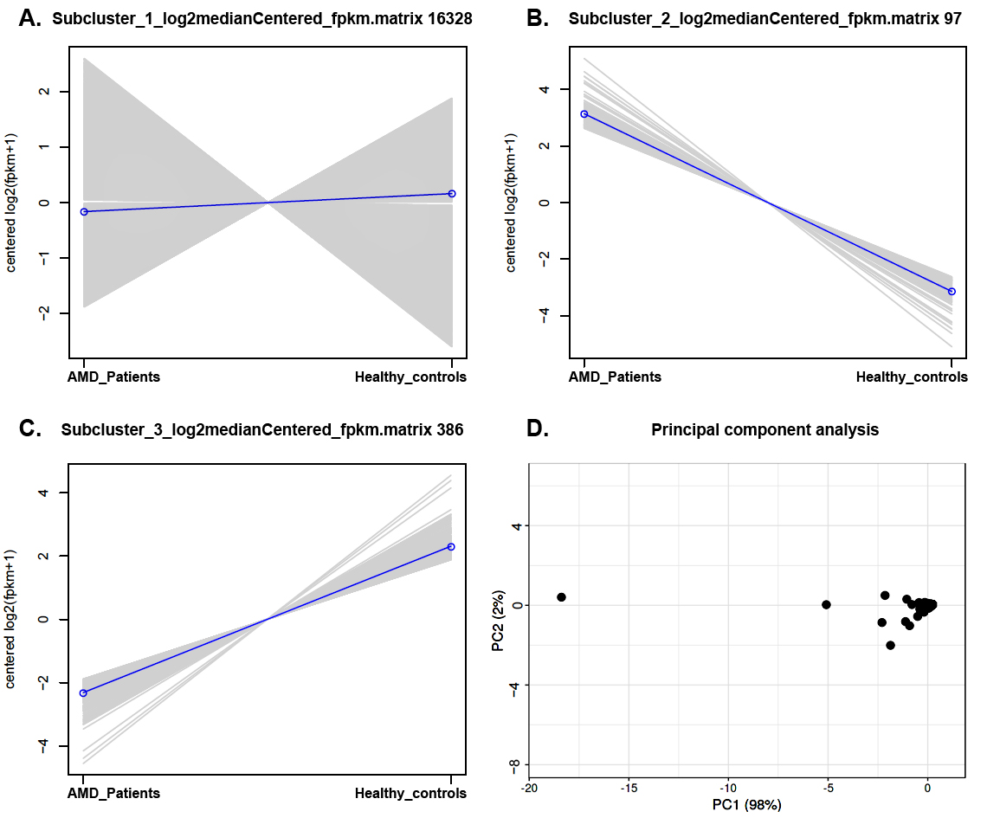 A. Subcluster_1_log2medianCentered_fpkm.matrix 16328
centered log2(fpkm+1)
2
1
0
−1
−2
AMD_Patients Healthy_controls
B. Subcluster_2_log2medianCentered_fpkm.matrix 97
centered log2(fpkm+1)
4
2
0
−2
−4
AMD_Patients Healthy_controls
C. Subcluster_3_log2medianCentered_fpkm.matrix 386
centered log2(fpkm+1)
4
2
0
−2
−4
AMD_Patients Healthy_controls
D. Principal component analysis
PC2 (2%)
4
0
-4
-8
-20 -15 -10 -5 0
PC1 (98%)